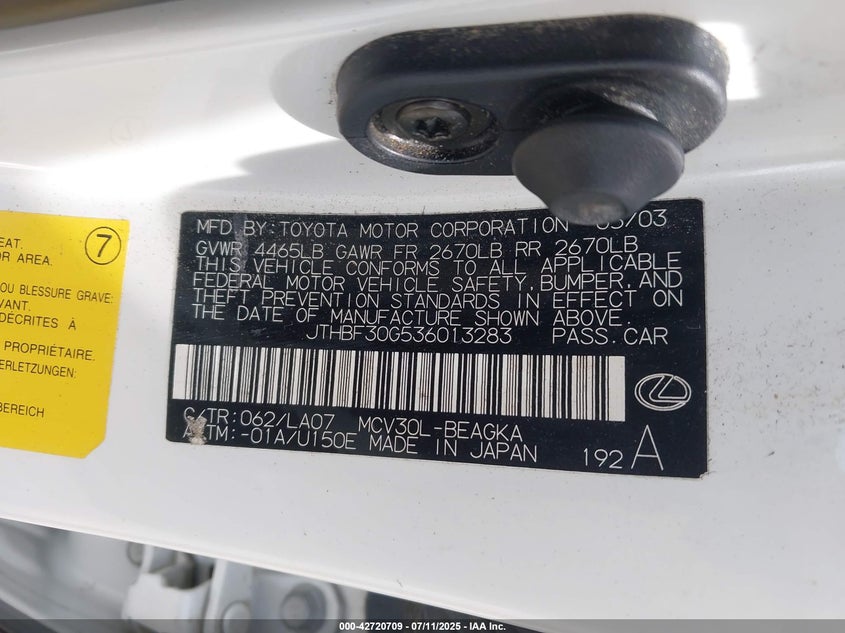 MFD. BY: TOYOTA MOTOR CORPORATION /03
GVWR 4465LB GAWR FR 2670LB RR 2670LB
THIS VEHICLE CONFORMS TO ALL APPLICABLE
FEDERAL MOTOR VEHICLE SAFETY, BUMPER, AND
THEFT PREVENTION STANDARDS IN EFFECT ON
THE DATE OF MANUFACTURE SHOWN ABOVE.
JTHBF30G536013283 PASS. CAR
C/TR: 062/LA07 MCV30L-BEAGKA
A/TM: -01A/U150E MADE IN JAPAN
192 A
7
EAT.
OR AREA.
OU BLESSURE GRAVE:
VANT.
DÉCRITES À
PROPRIÉTAIRE.
ERLETZUNGEN:
BEREICH
000-42720709 - 07/11/2025 - IAA Inc.